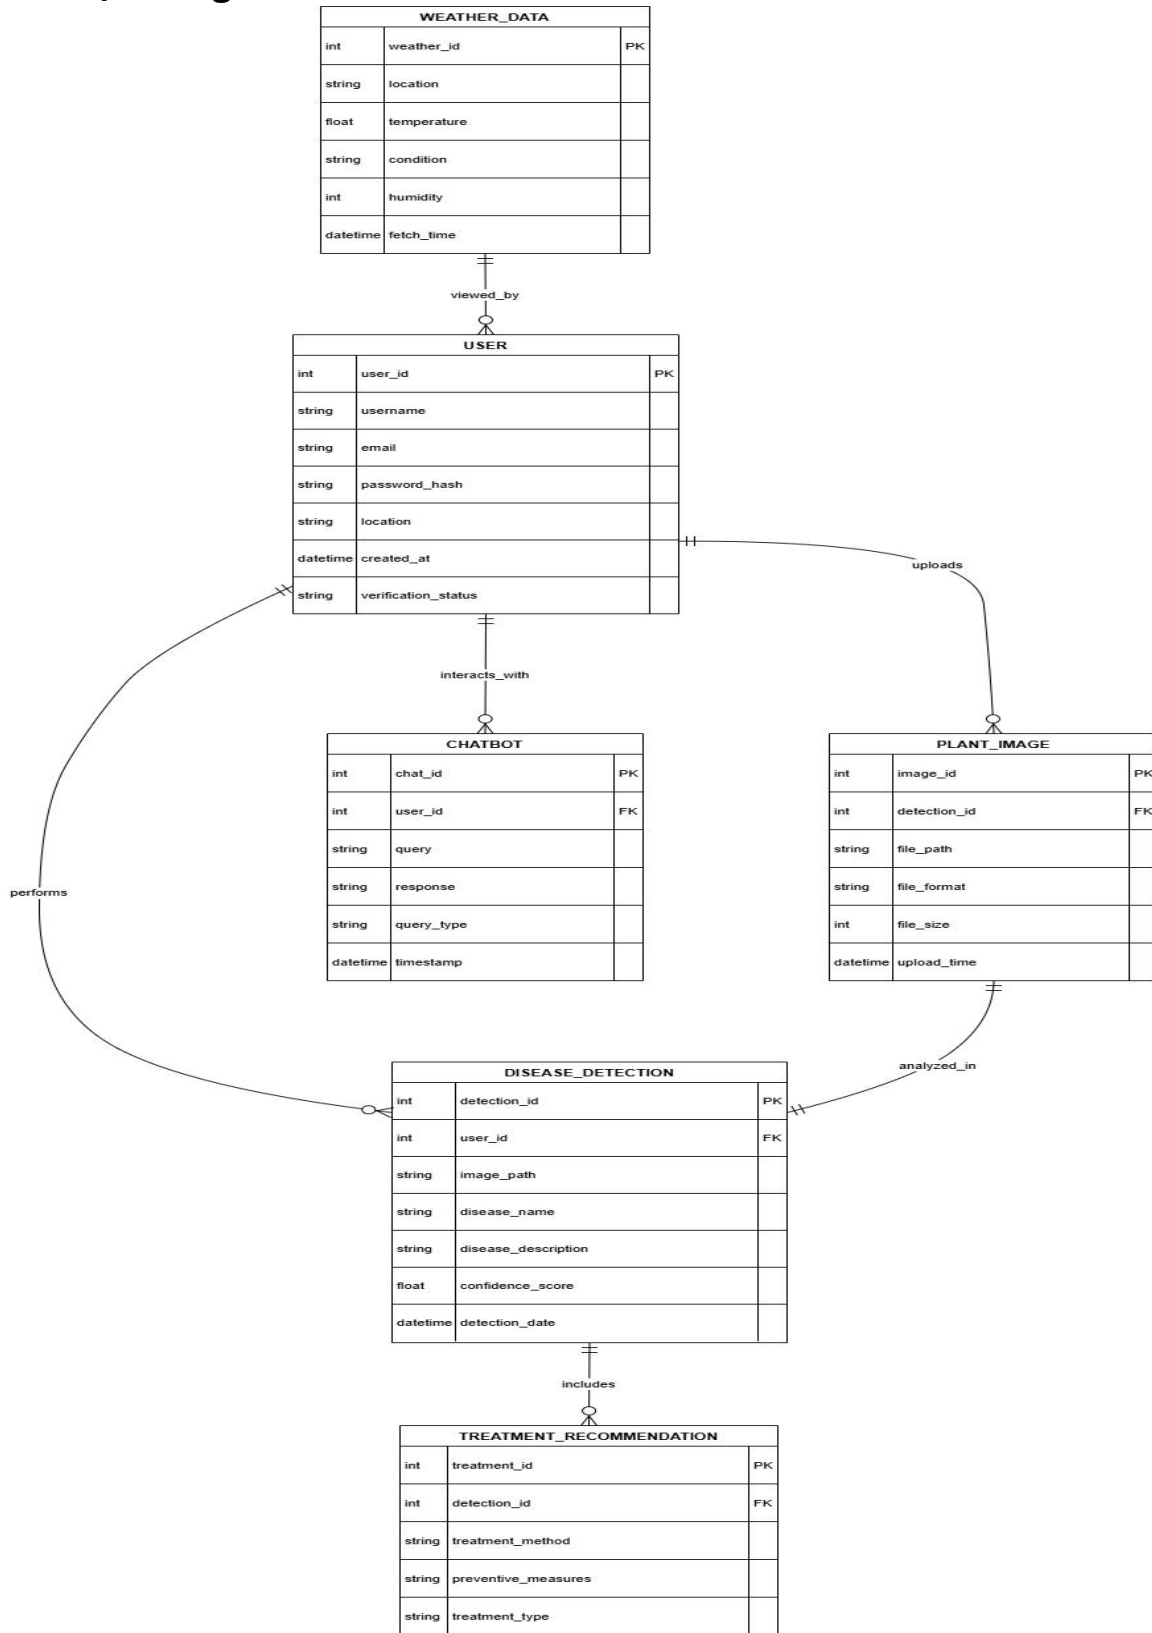 WEATHER_DATA
int weather_id PK
string location
float temperature
string condition
int humidity
datetime fetch_time
viewed_by
USER
int user_id PK
string username
string email
string password_hash
string location
datetime created_at
string verification_status
uploads
interacts_with
CHATBOT
int chat_id PK
int user_id FK
string query
string response
string query_type
datetime timestamp
PLANT_IMAGE
int image_id PK
int detection_id FK
string file_path
string file_format
int file_size
datetime upload_time
performs
analyzed_in
DISEASE_DETECTION
int detection_id PK
int user_id FK
string image_path
string disease_name
string disease_description
float confidence_score
datetime detection_date
includes
TREATMENT_RECOMMENDATION
int treatment_id PK
int detection_id FK
string treatment_method
string preventive_measures
string treatment_type